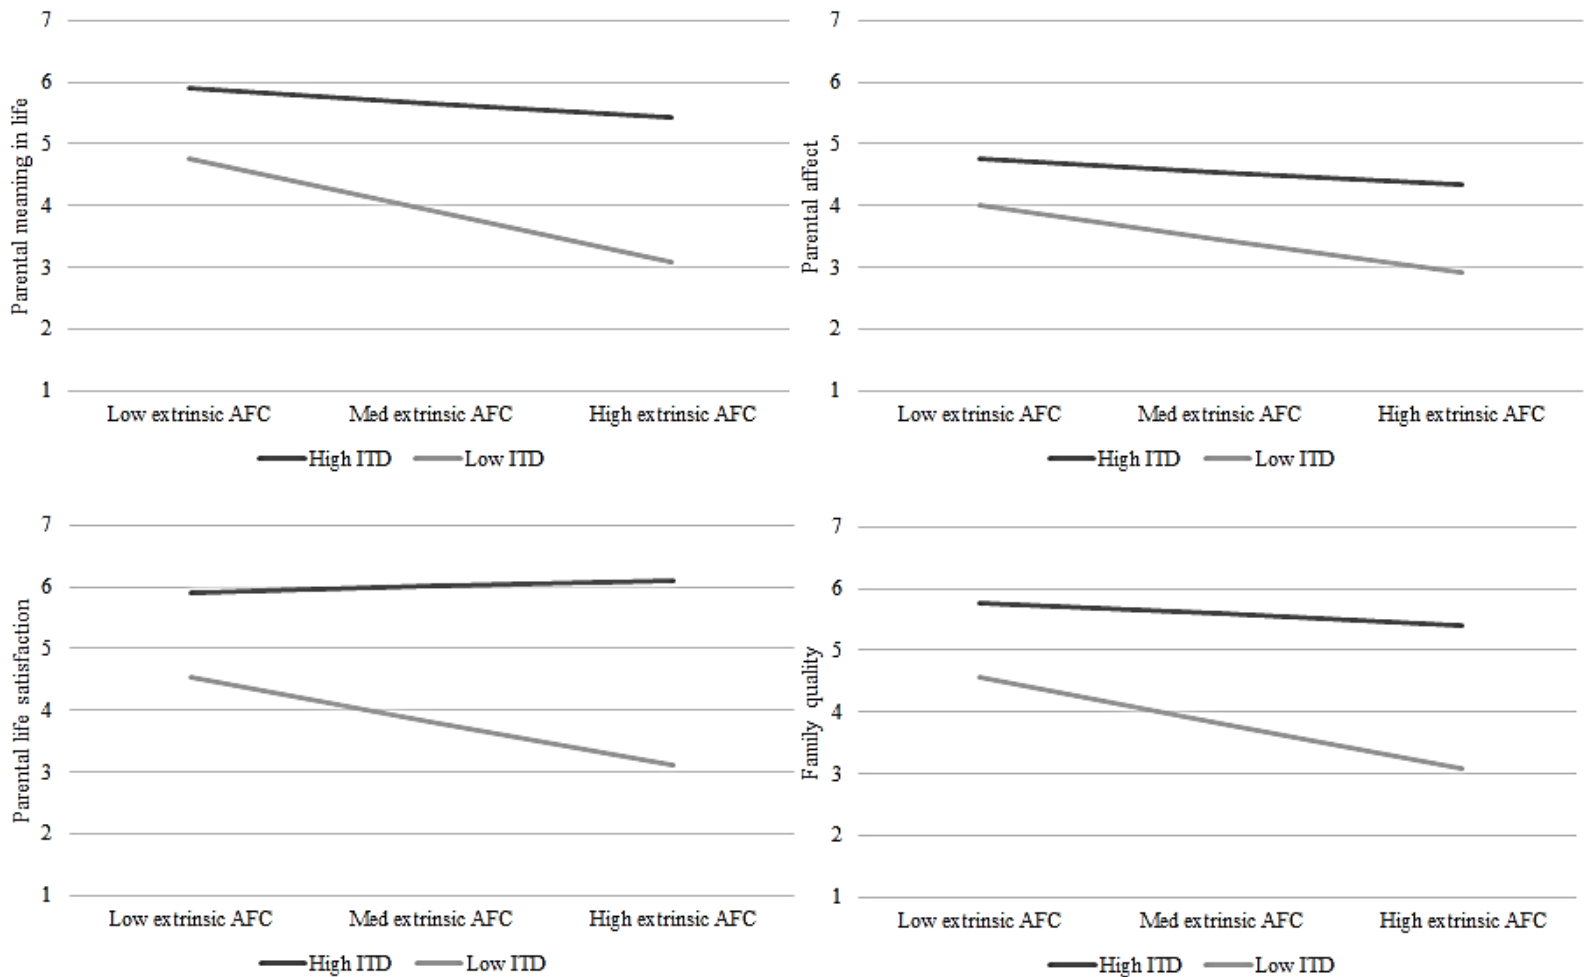 7
6
5
4
3
2
1
Parental meaning in life
Low extrinsic AFC Med extrinsic AFC High extrinsic AFC
High ITD Low ITD
7
6
5
4
3
2
1
Parental affect
Low extrinsic AFC Med extrinsic AFC High extrinsic AFC
High ITD Low ITD
7
6
5
4
3
2
1
Parental life satisfaction
Low extrinsic AFC Med extrinsic AFC High extrinsic AFC
High ITD Low ITD
7
6
5
4
3
2
1
Family quality
Low extrinsic AFC Med extrinsic AFC High extrinsic AFC
High ITD Low ITD